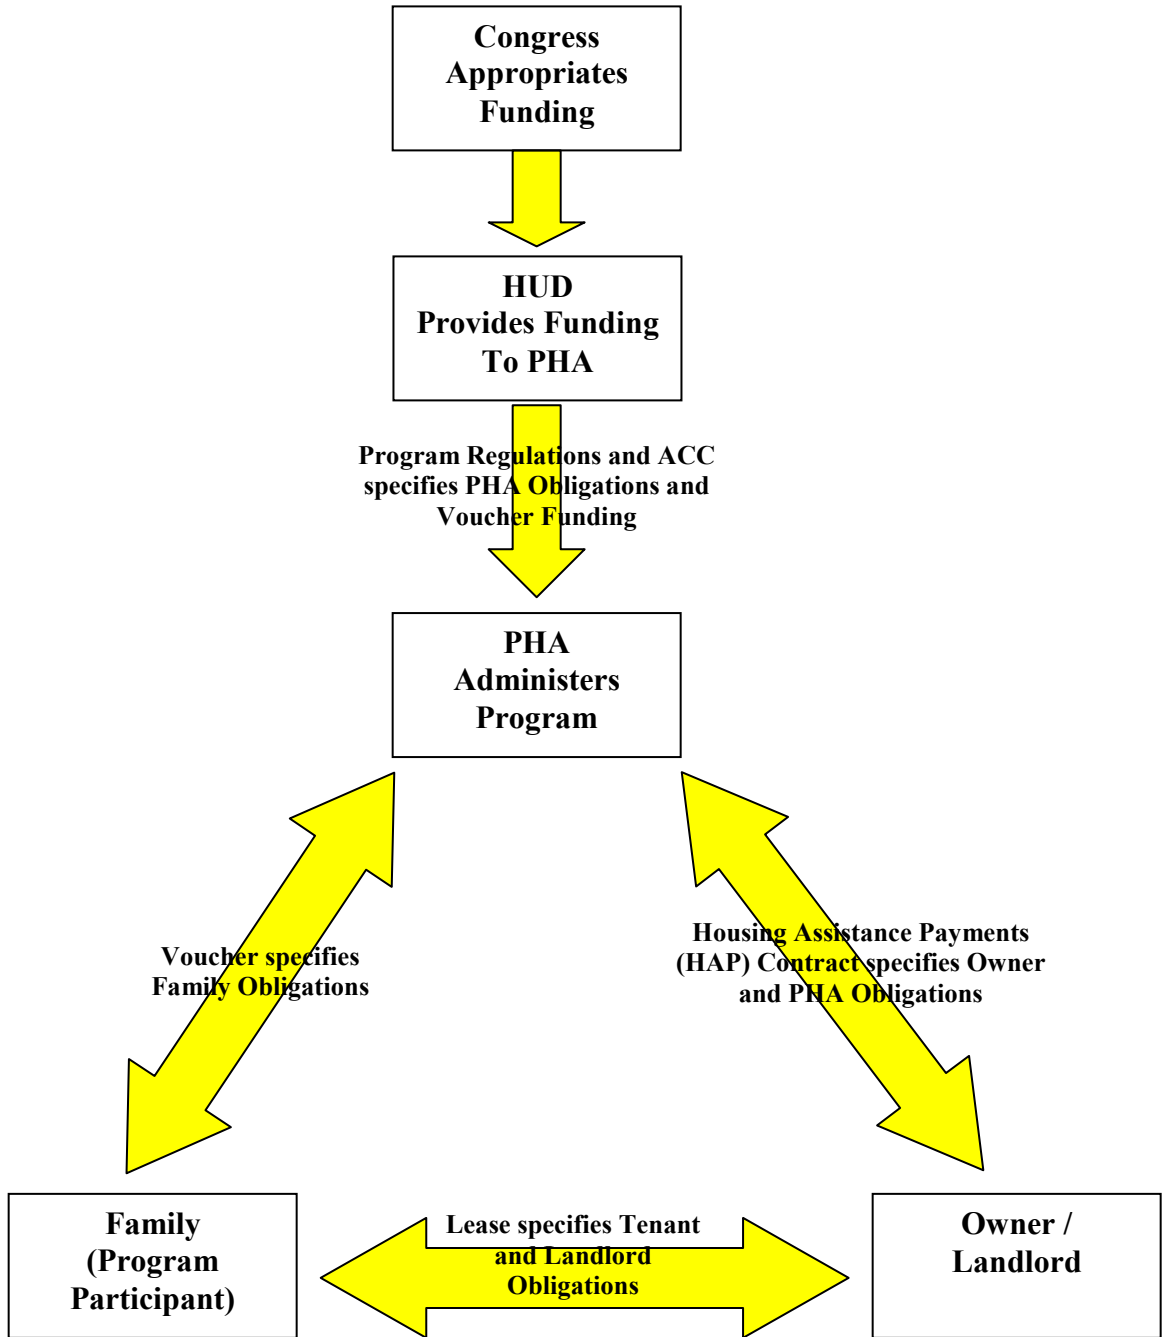 Congress
Appropriates
Funding
HUD
Provides Funding
To PHA
Program Regulations and ACC
specifies PHA Obligations and
Voucher Funding
PHA
Administers
Program
Voucher specifies
Family Obligations
Housing Assistance Payments
(HAP) Contract specifies Owner
and PHA Obligations
Family
(Program
Participant)
Lease specifies Tenant
and Landlord
Obligations
Owner /
Landlord